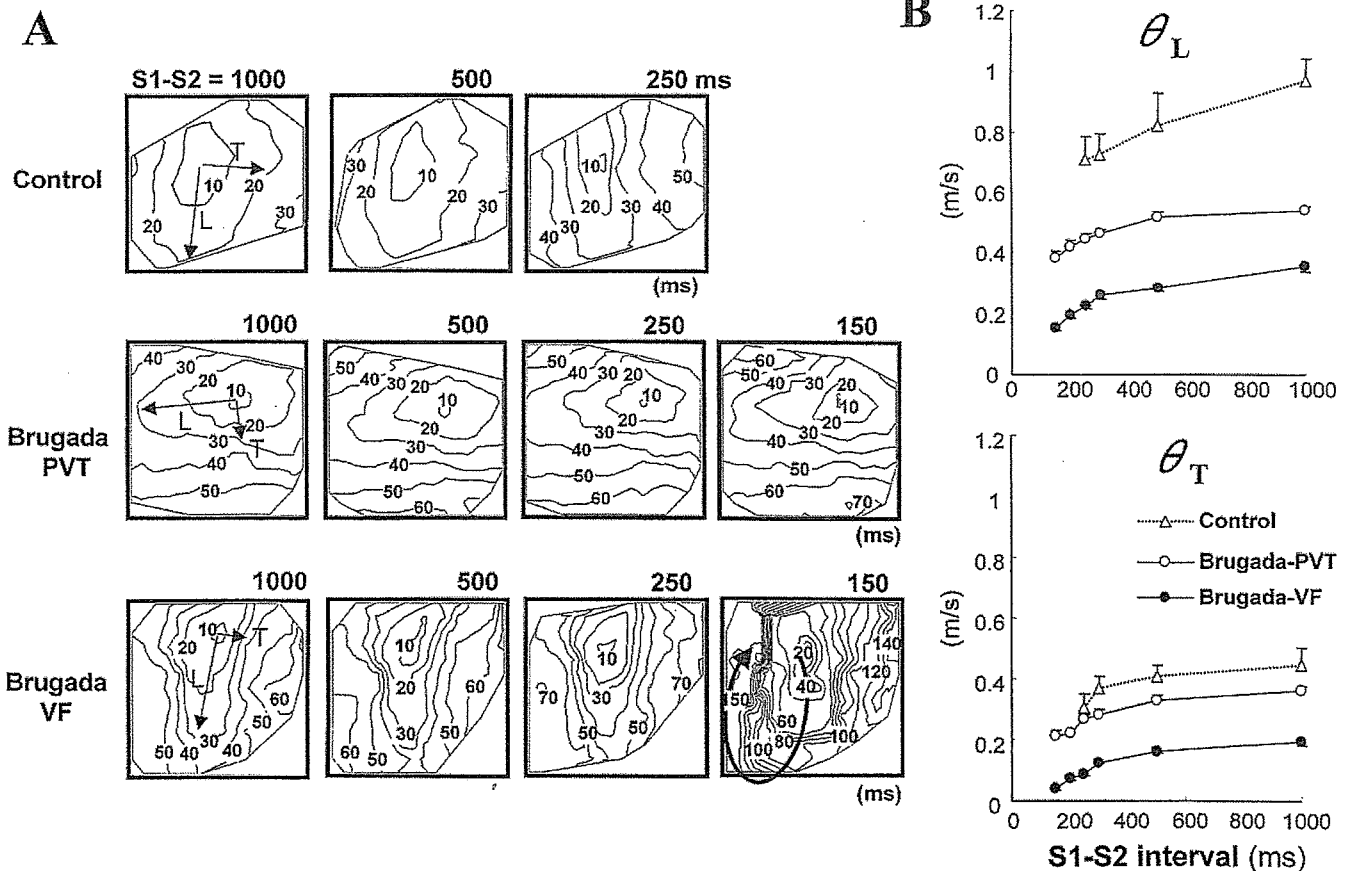 A
S1-S2 = 1000 500 250 ms
Control
T
L
10 20 20 30
30 10 20 30
10 20 30 40 50 30 40
(ms)
1000 500 250 150
Brugada
PVT
40 30 20 10 L 20 T 30 40 50
50 40 30 20 10 20 30 40 50 60
50 40 30 20 10 20 30 40 50 60
60 50 40 30 20 10 20 30 40 50 60 70
(ms)
1000 500 250 150
Brugada
VF
10 T 20 L 60 50 50 40 30 40
10 20 60 30 50 60 50
10 30 70 70 50 50
20 140 120 40 50 60 80 100 100
(ms)
B
θL
1.2
1
0.8
0.6
0.4
0.2
0
(m/s)
0 200 400 600 800 1000
θT
1.2
1
0.8
0.6
0.4
0.2
0
(m/s)
Control
Brugada-PVT
Brugada-VF
0 200 400 600 800 1000
S1-S2 interval (ms)